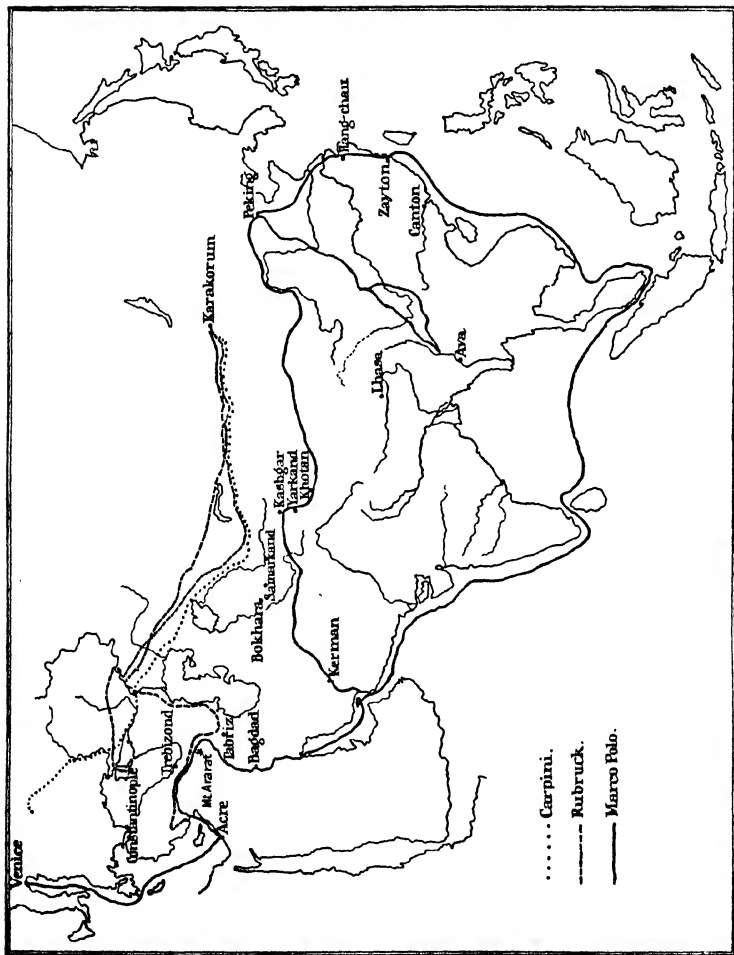 Venice
Constantinople
Trebizond
Mt Ararat
Acre
Tabriz
Bagdad
Bokhara
Samarkand
Kerman
Kashgar
Yarkand
Khotan
Karakorum
Lhasa
Ava
Peking
Hang-chau
Zayton
Canton
Carpini.
Rubruck.
Marco Polo.